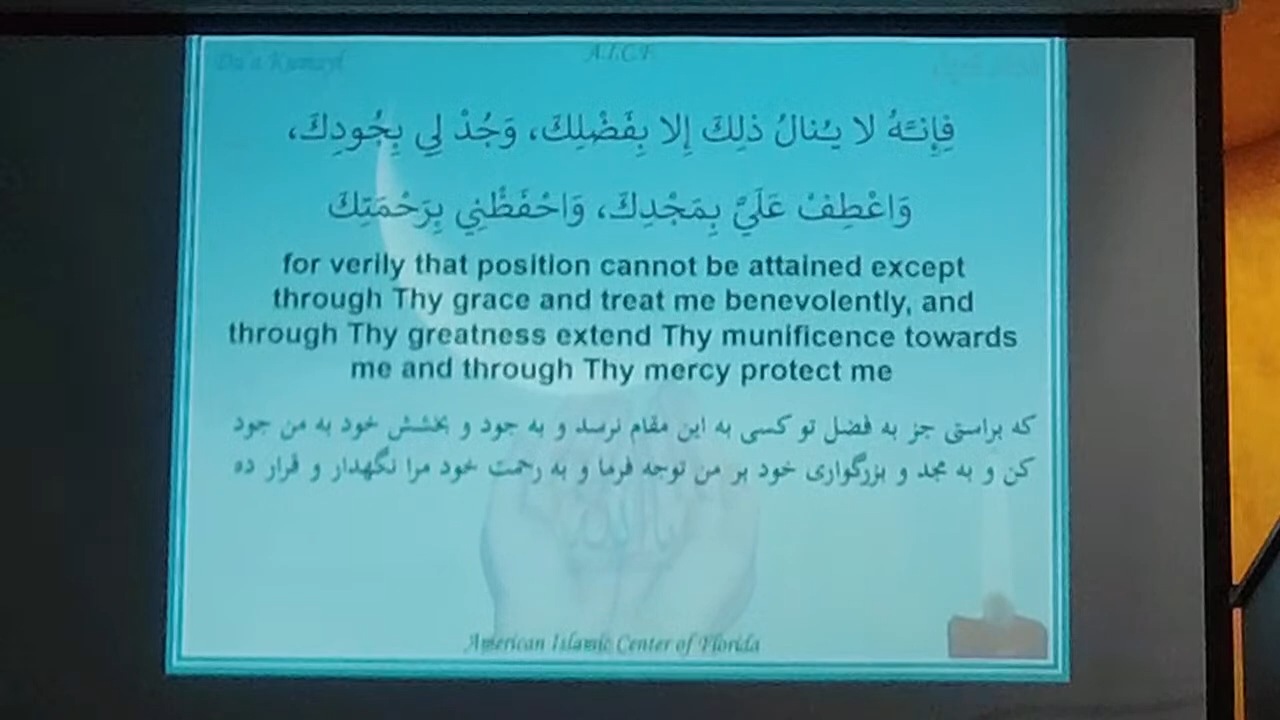 Du'a Kumayl
A.I.C.F.
فَإِنَّهُ لا يُنالُ ذلِكَ إلا بِفَضْلِكَ، وَجُدْ لِي بِجُودِكَ،
وَاعْطِفْ عَلَيَّ بِمَجْدِكَ، وَاحْفَظْنِي بِرَحْمَتِكَ
for verily that position cannot be attained except
through Thy grace and treat me benevolently, and
through Thy greatness extend Thy munificence towards
me and through Thy mercy protect me
که براستی جز به فضل تو کسی به این مقام نرسد و به جود و بخشش خود به من جود
کن و به مجد و بزرگواری خود بر من توجه فرما و به رحمت خود مرا نگهدار و قرار ده
American Islamic Center of Florida